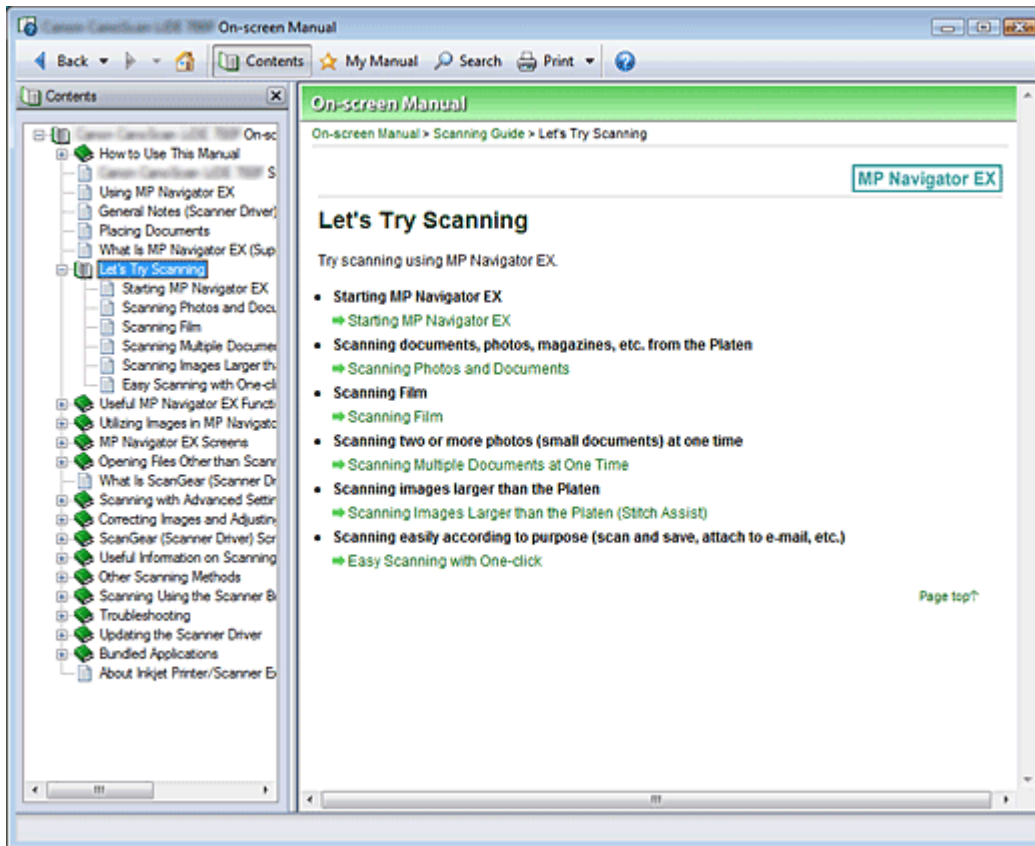 On-screen Manual
Back Contents My Manual Search Print
Contents
On-sc
How to Use This Manual
S
Using MP Navigator EX
General Notes (Scanner Driver)
Placing Documents
What Is MP Navigator EX (Sup
Let's Try Scanning
Starting MP Navigator EX
Scanning Photos and Docu
Scanning Film
Scanning Multiple Documer
Scanning Images Larger th
Easy Scanning with One-cli
Useful MP Navigator EX Functi
Utilizing Images in MP Navigato
MP Navigator EX Screens
Opening Files Other than Scann
What Is ScanGear (Scanner Dr
Scanning with Advanced Settin
Correcting Images and Adjusting
ScanGear (Scanner Driver) Scr
Useful Information on Scanning
Other Scanning Methods
Scanning Using the Scanner B
Troubleshooting
Updating the Scanner Driver
Bundled Applications
About Inkjet Printer/Scanner E
On-screen Manual
On-screen Manual > Scanning Guide > Let's Try Scanning
MP Navigator EX
Let's Try Scanning
Try scanning using MP Navigator EX.
• Starting MP Navigator EX
Starting MP Navigator EX
• Scanning documents, photos, magazines, etc. from the Platen
Scanning Photos and Documents
• Scanning Film
Scanning Film
• Scanning two or more photos (small documents) at one time
Scanning Multiple Documents at One Time
• Scanning images larger than the Platen
Scanning Images Larger than the Platen (Stitch Assist)
• Scanning easily according to purpose (scan and save, attach to e-mail, etc.)
Easy Scanning with One-click
Page top↑